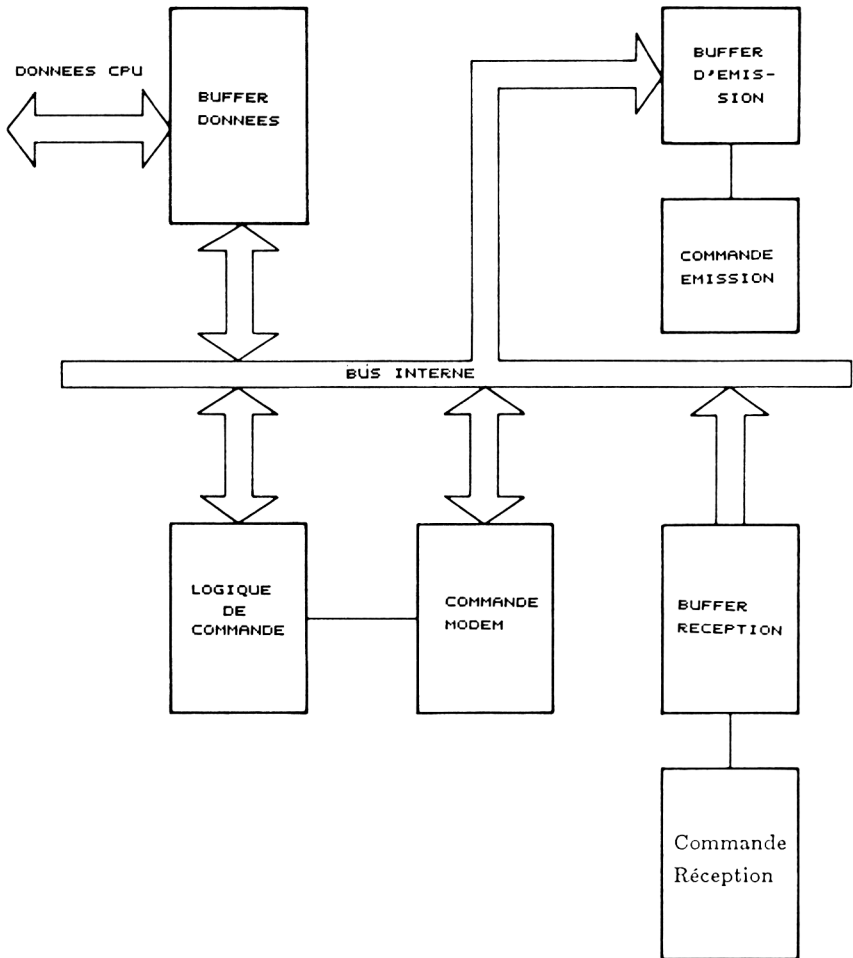 DONNEES CPU
BUFFER
DONNEES
BUFFER
D'EMIS-
SION
COMMANDE
EMISSION
BUS INTERNE
LOGIQUE
DE
COMMANDE
COMMANDE
MODEM
BUFFER
RECEPTION
Commande
Réception